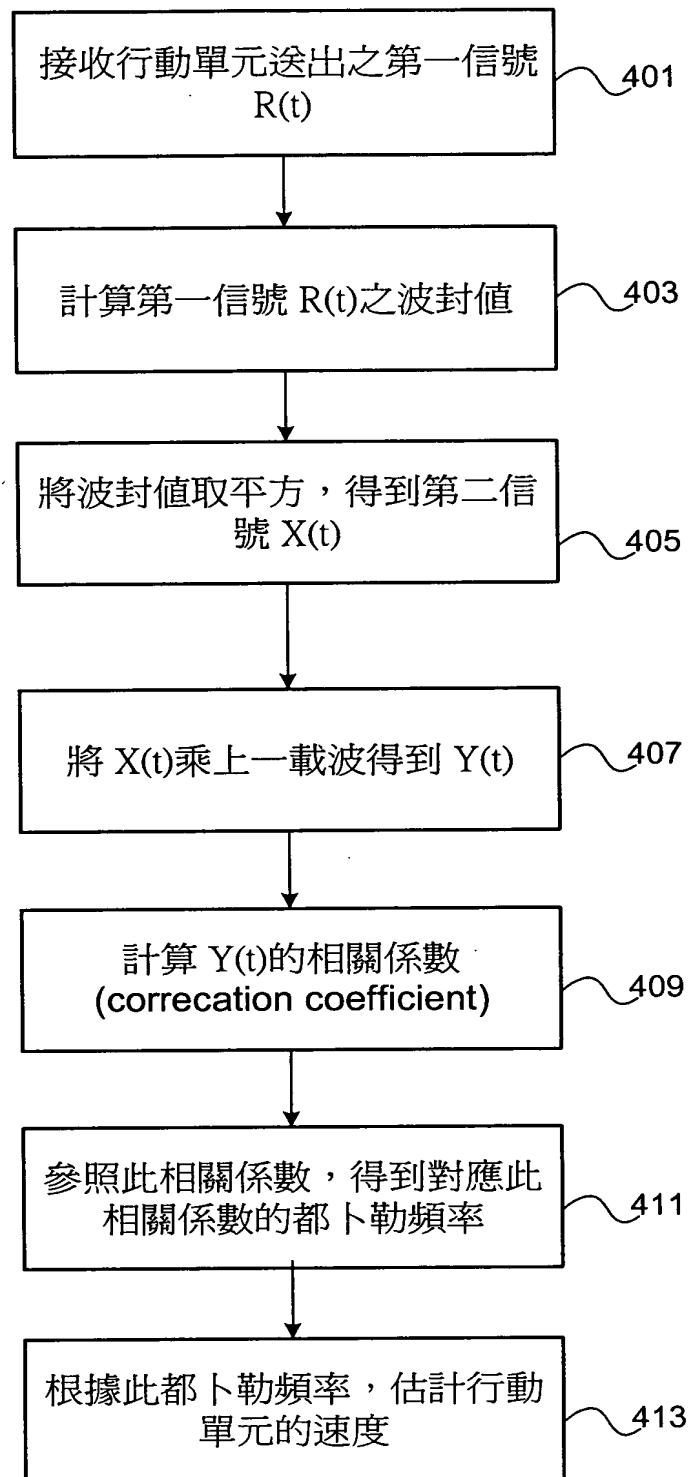 接收行動單元送出之第一信號
R(t)
401
計算第一信號 R(t)之波封值
403
將波封值取平方，得到第二信
號 X(t)
405
將 X(t)乘上一載波得到 Y(t)
407
計算 Y(t)的相關係數
(correcation coefficient)
409
參照此相關係數，得到對應此
相關係數的都卜勒頻率
411
根據此都卜勒頻率，估計行動
單元的速度
413